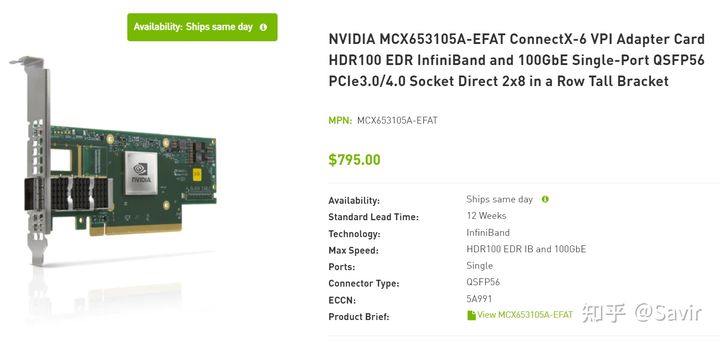 Availability: Ships same day
NVIDIA MCX653105A-EFAT ConnectX-6 VPI Adapter Card
HDR100 EDR InfiniBand and 100GbE Single-Port QSFP56
PCIe3.0/4.0 Socket Direct 2x8 in a Row Tall Bracket
MPN: MCX653105A-EFAT
$795.00
NVIDIA
Availability: Ships same day
Standard Lead Time: 12 Weeks
Technology: InfiniBand
Max Speed: HDR100 EDR IB and 100GbE
Ports: Single
Connector Type: QSFP56
ECCN: 5A991
Product Brief: View MCX653105A-EFAT
知乎 @Savir